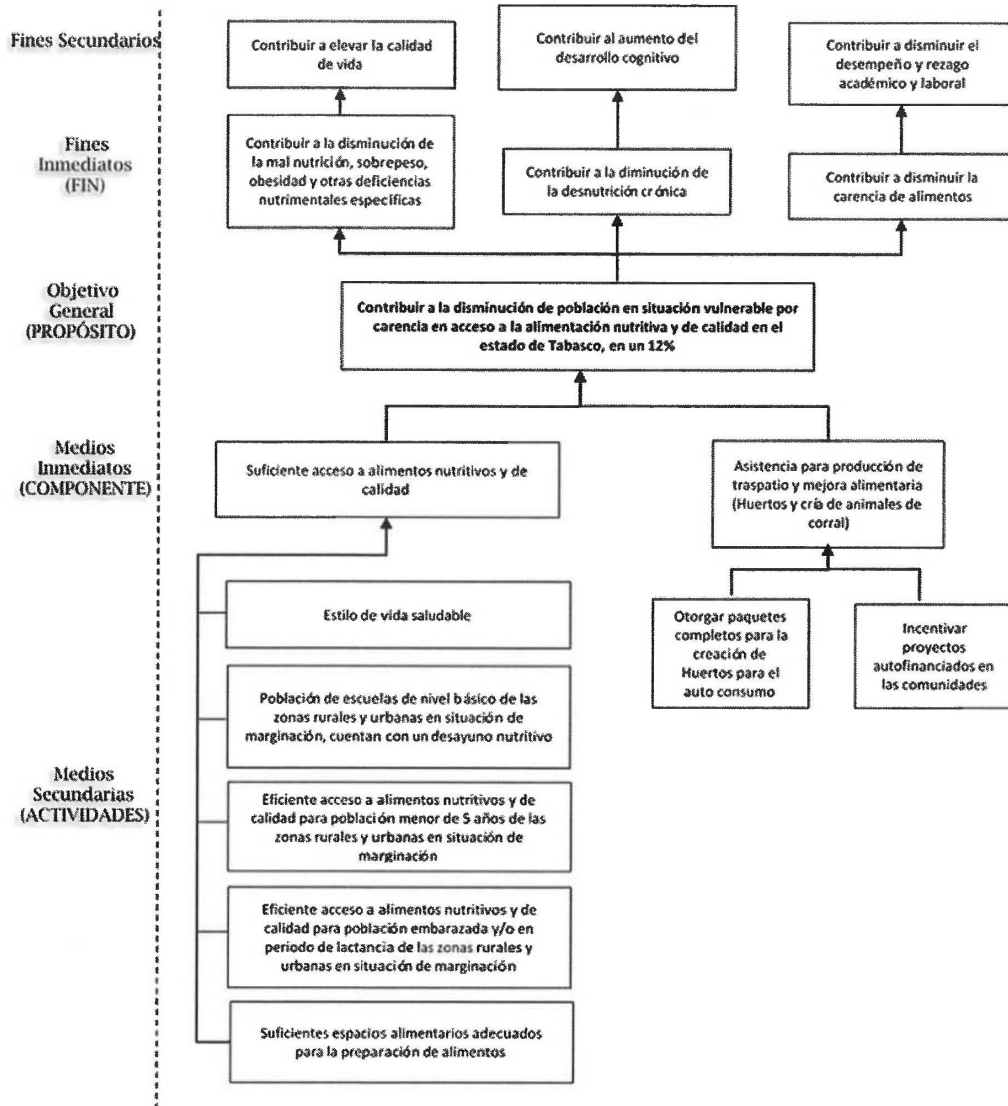 Fines Secundarios
Contribuir a elevar la calidad
de vida
Contribuir al aumento del
desarrollo cognitivo
Contribuir a disminuir el
desempeño y rezago
académico y laboral
Fines
Inmediatos
(FIN)
Contribuir a la disminución de
la mal nutrición, sobrepeso,
obesidad y otras deficiencias
nutrimentales específicas
Contribuir a la diminución de
la desnutrición crónica
Contribuir a disminuir la
carencia de alimentos
Objetivo
General
(PROPÓSITO)
Contribuir a la disminución de población en situación vulnerable por
carencia en acceso a la alimentación nutritiva y de calidad en el
estado de Tabasco, en un 12%
Medios
Inmediatos
(COMPONENTE)
Suficiente acceso a alimentos nutritivos y de
calidad
Asistencia para producción de
traspatio y mejora alimentaria
(Huertos y cría de animales de
corral)
Estilo de vida saludable
Otorgar paquetes
completos para la
creación de
Huertos para el
auto consumo
Incentivar
proyectos
autofinanciados en
las comunidades
Medios
Secundarias
(ACTIVIDADES)
Población de escuelas de nivel básico de las
zonas rurales y urbanas en situación de
marginación, cuentan con un desayuno nutritivo
Eficiente acceso a alimentos nutritivos y de
calidad para población menor de 5 años de las
zonas rurales y urbanas en situación de
marginación
Eficiente acceso a alimentos nutritivos y de
calidad para población embarazada y/o en
periodo de lactancia de las zonas rurales y
urbanas en situación de marginación
Suficientes espacios alimentarios adecuados
para la preparación de alimentos